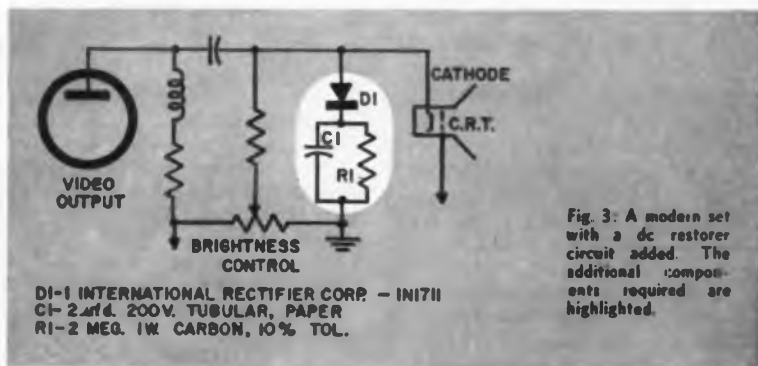 CATHODE
D1
C.R.T.
C1
R1
VIDEO
OUTPUT
BRIGHTNESS
CONTROL
D1-1 INTERNATIONAL RECTIFIER CORP. - 1N1711
C1-2 mfd. 200V. TUBULAR, PAPER
R1-2 MEG. 1W. CARBON, 10% TOL.
Fig. 3: A modern set
with a dc restorer
circuit added. The
additional compon-
ents required are
highlighted.